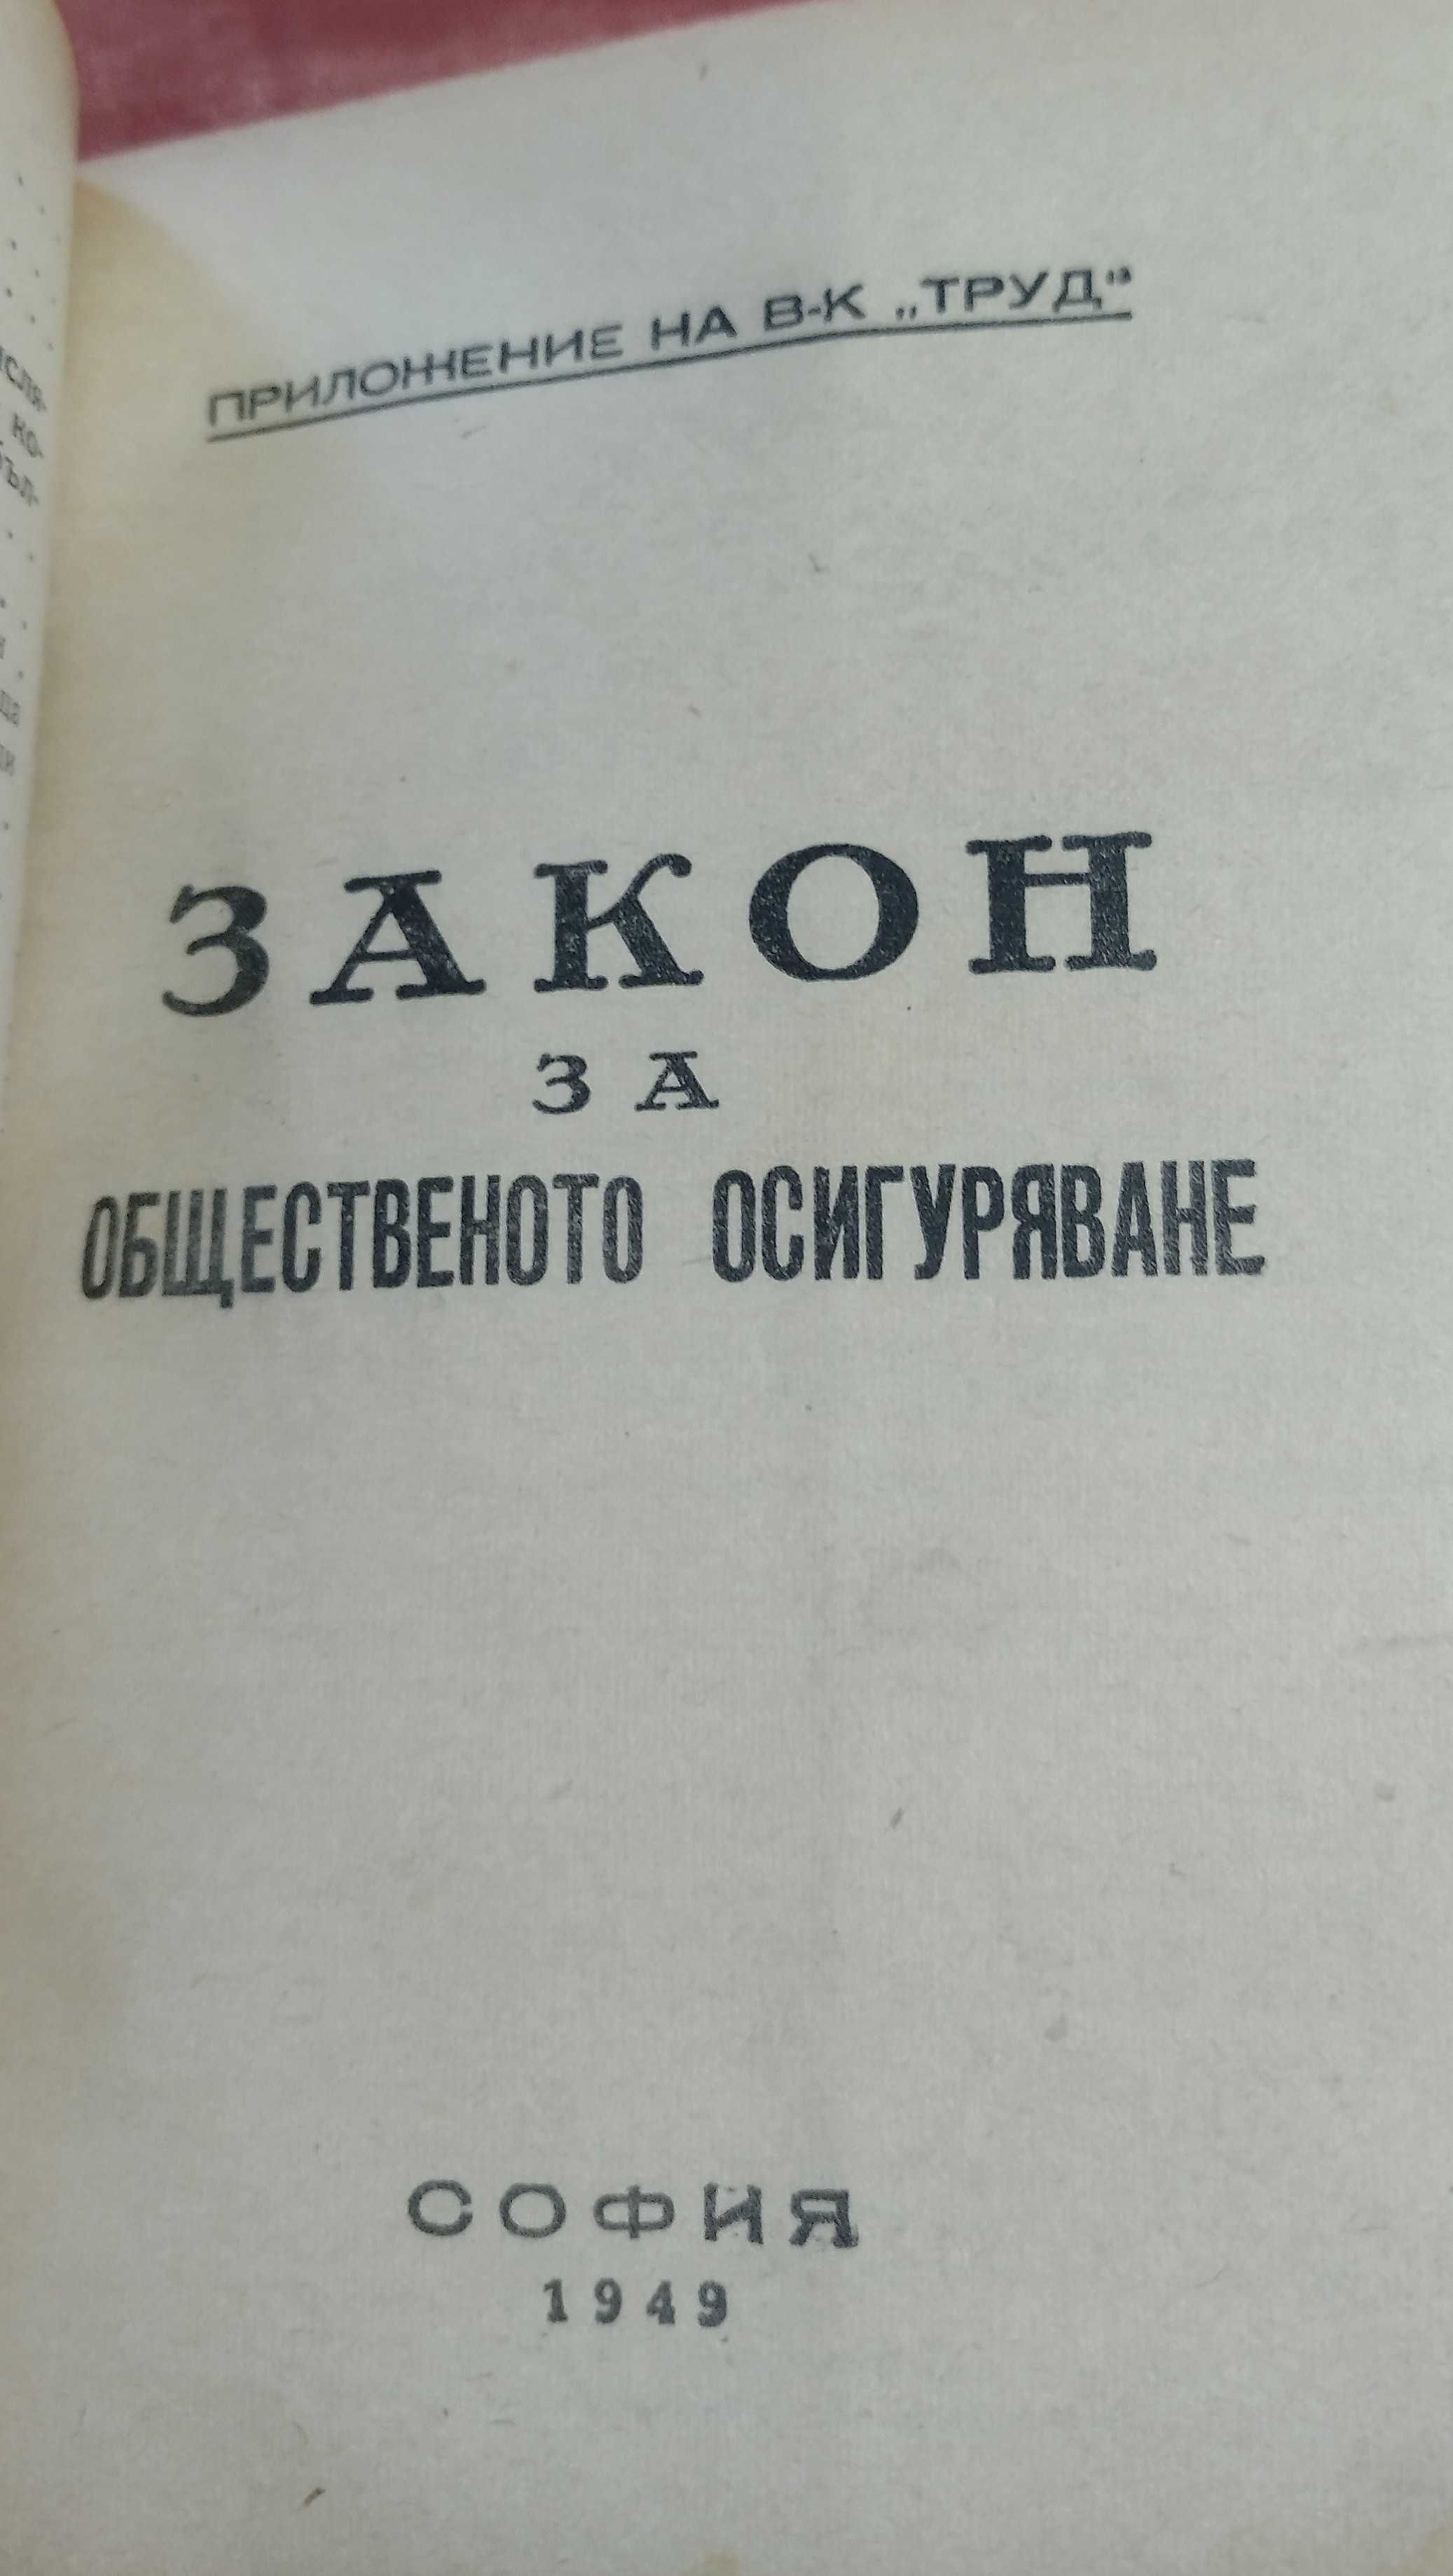 ПРИЛОЖЕНИЕ НА В-К „ТРУД“
ЗАКОН
ЗА
ОБЩЕСТВЕНОТО ОСИГУРЯВАНЕ
СОФИЯ
1949